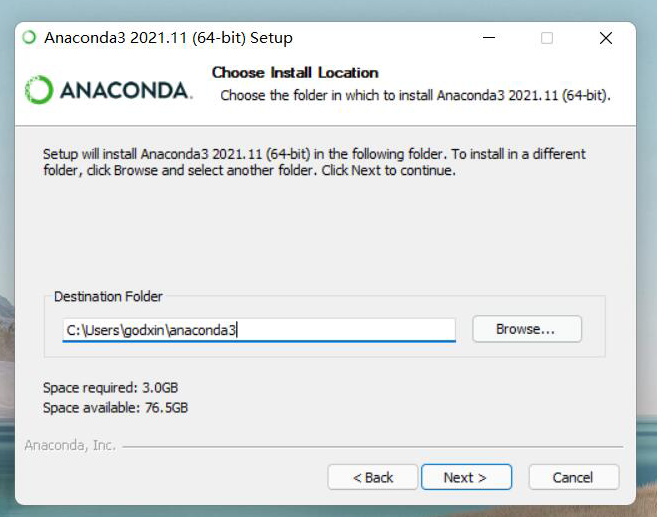 Anaconda3 2021.11 (64-bit) Setup
Choose Install Location
ANACONDA.
Choose the folder in which to install Anaconda3 2021.11 (64-bit).
Setup will install Anaconda3 2021.11 (64-bit) in the following folder. To install in a different
folder, click Browse and select another folder. Click Next to continue.
Destination Folder
C:\Users\godxin\anaconda3
Browse...
Space required: 3.0GB
Space available: 76.5GB
Anaconda, Inc.
< Back
Next >
Cancel